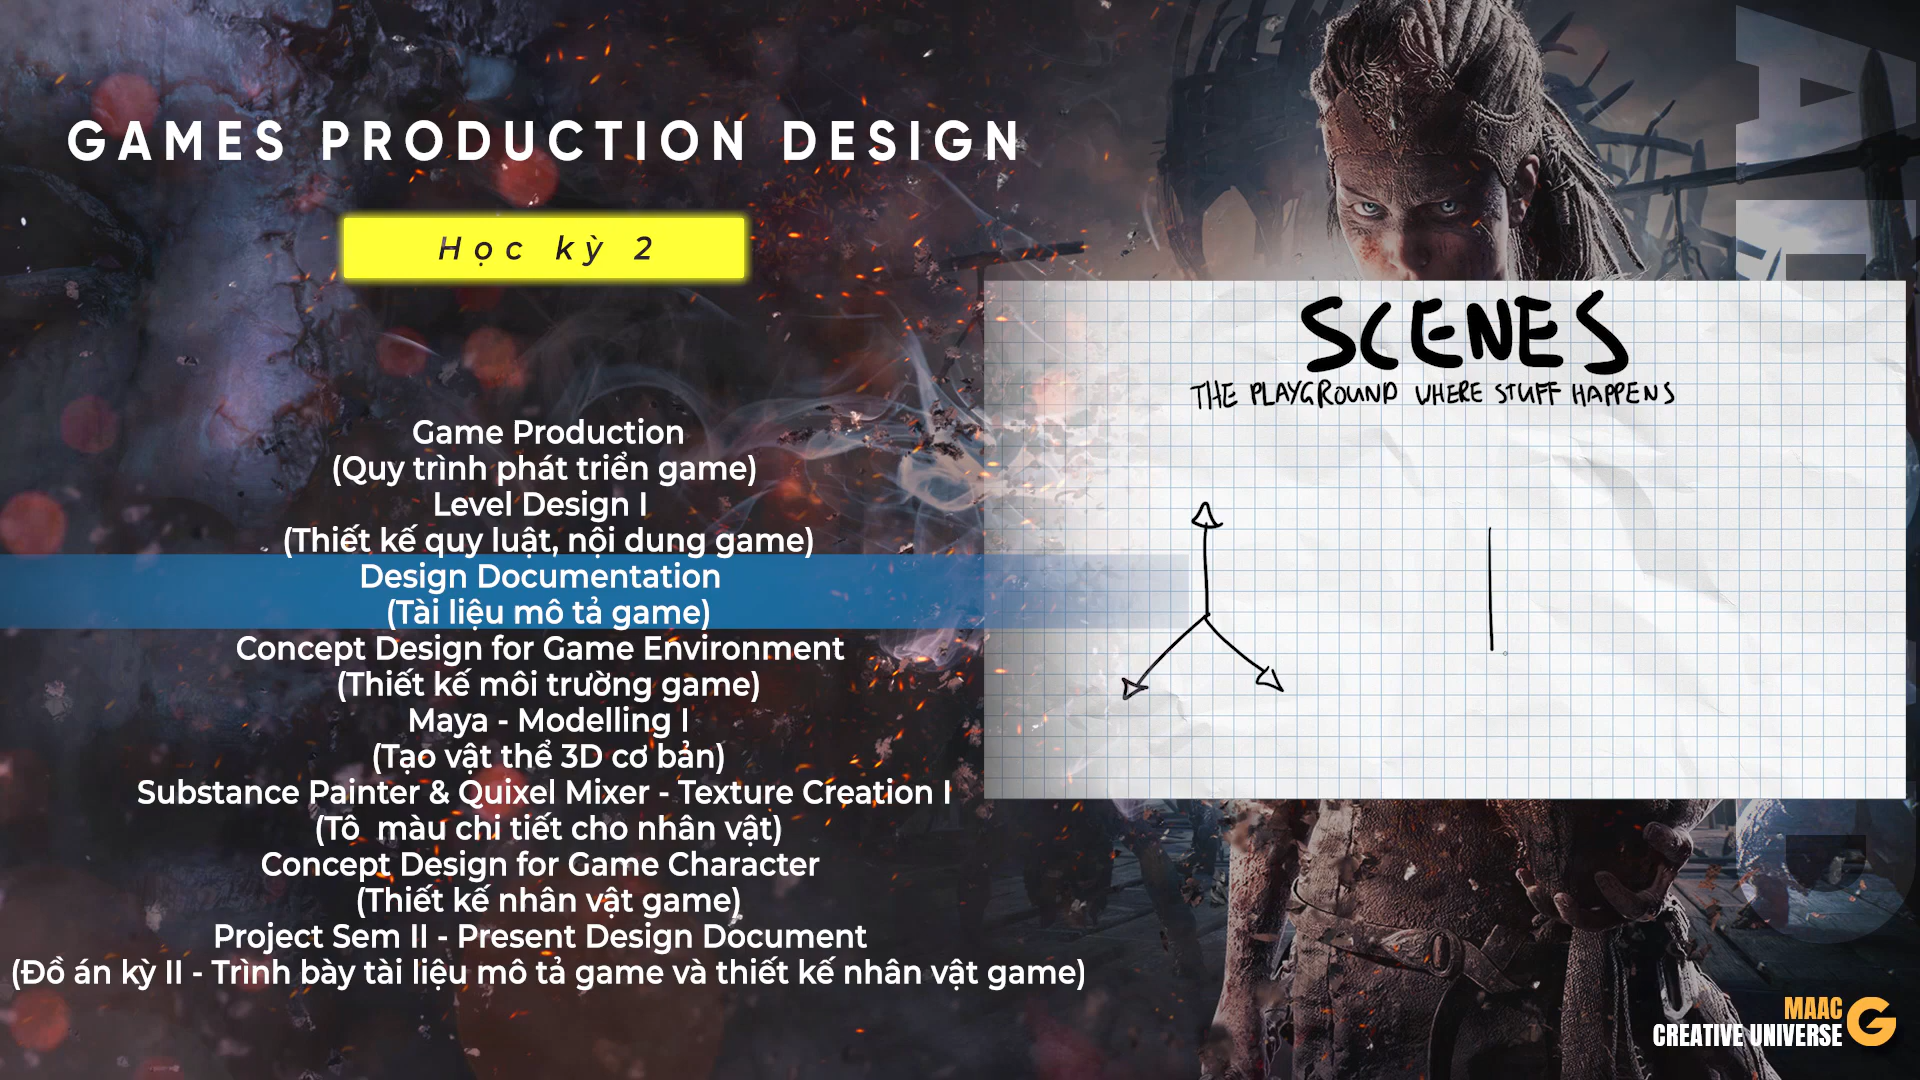 GAMES PRODUCTION DESIGN
Học kỳ 2
Game Production
(Quy trình phát triển game)
Level Design I
(Thiết kế quy luật, nội dung game)
Design Documentation
(Tài liệu mô tả game)
Concept Design for Game Environment
(Thiết kế môi trường game)
Maya - Modelling I
(Tạo vật thể 3D cơ bản)
Substance Painter & Quixel Mixer - Texture Creation I
(Tô màu chi tiết cho nhân vật)
Concept Design for Game Character
(Thiết kế nhân vật game)
Project Sem II - Present Design Document
(Đồ án kỳ II - Trình bày tài liệu mô tả game và thiết kế nhân vật game)
SCENES
THE PLAYGROUND WHERE STUFF HAPPENS
MAAC
CREATIVE UNIVERSE